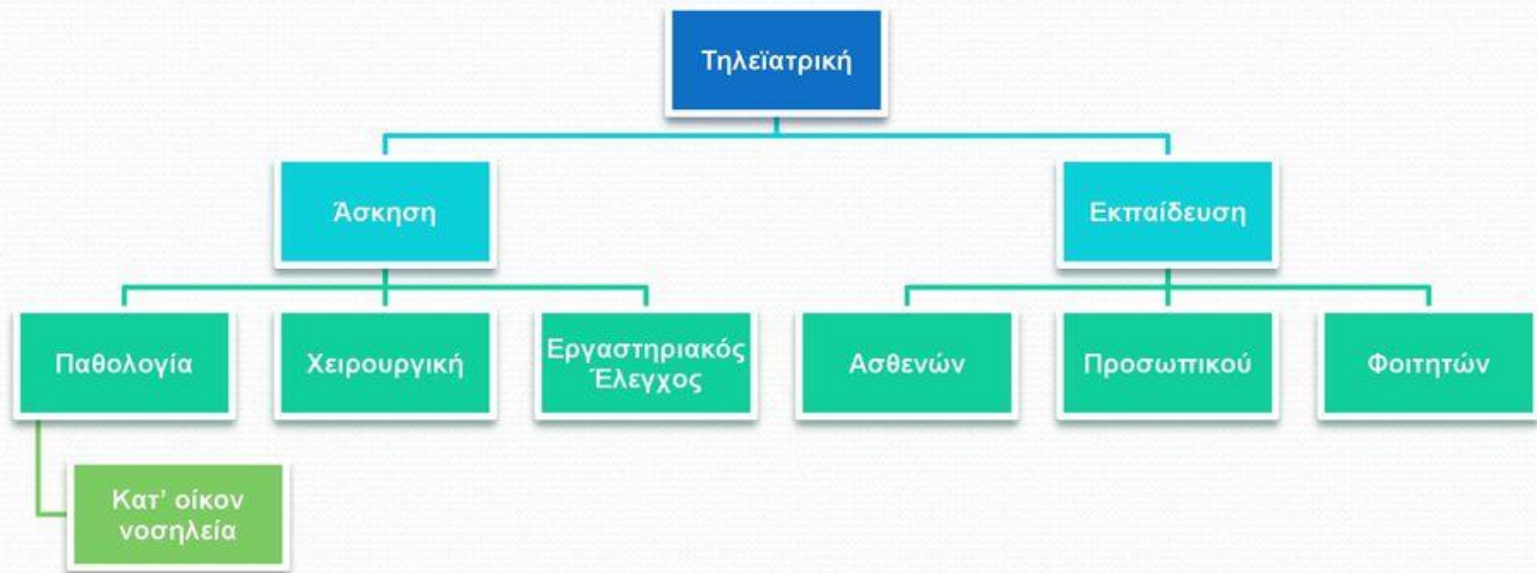 Τηλεϊατρική
Άσκηση
Εκπαίδευση
Παθολογία
Χειρουργική
Εργαστηριακός
Έλεγχος
Ασθενών
Προσωπικού
Φοιτητών
Κατ’ οίκον
νοσηλεία